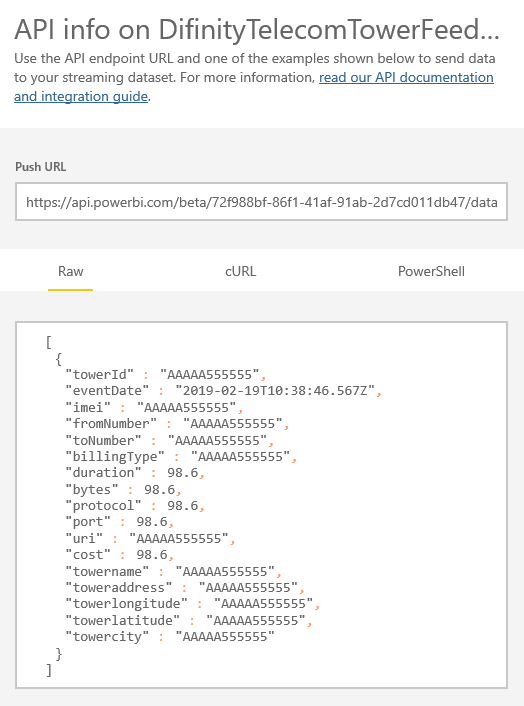 API info on DifinityTelecomTowerFeed...
Use the API endpoint URL and one of the examples shown below to send data
to your streaming dataset. For more information, read our API documentation
and integration guide.
Push URL
https://api.powerbi.com/beta/72f988bf-86f1-41af-91ab-2d7cd011db47/data
Raw cURL PowerShell
[
{
"towerId" : "AAAAA555555",
"eventDate" : "2019-02-19T10:38:46.567Z",
"imei" : "AAAAA555555",
"fromNumber" : "AAAAA555555",
"toNumber" : "AAAAA555555",
"billingType" : "AAAAA555555",
"duration" : 98.6,
"bytes" : 98.6,
"protocol" : 98.6,
"port" : 98.6,
"uri" : "AAAAA555555",
"cost" : 98.6,
"towername" : "AAAAA555555",
"toweraddress" : "AAAAA555555",
"towerlongitude" : "AAAAA555555",
"towerlatitude" : "AAAAA555555",
"towercity" : "AAAAA555555"
}
]